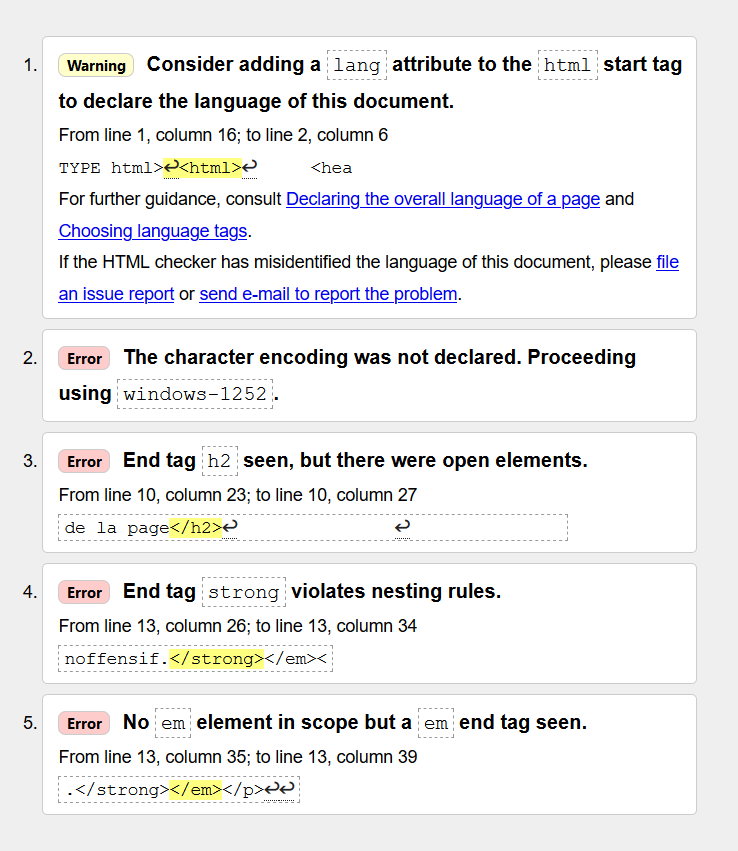 1. Warning Consider adding a lang attribute to the html start tag
to declare the language of this document.
From line 1, column 16; to line 2, column 6
TYPE html>↩<html>↩ <hea
For further guidance, consult Declaring the overall language of a page and
Choosing language tags.
If the HTML checker has misidentified the language of this document, please file
an issue report or send e-mail to report the problem.
2. Error The character encoding was not declared. Proceeding
using windows-1252.
3. Error End tag h2 seen, but there were open elements.
From line 10, column 23; to line 10, column 27
de la page</h2>↩ ↩
4. Error End tag strong violates nesting rules.
From line 13, column 26; to line 13, column 34
noffensif.</strong></em><
5. Error No em element in scope but a em end tag seen.
From line 13, column 35; to line 13, column 39
.</strong></em></p>↩↩